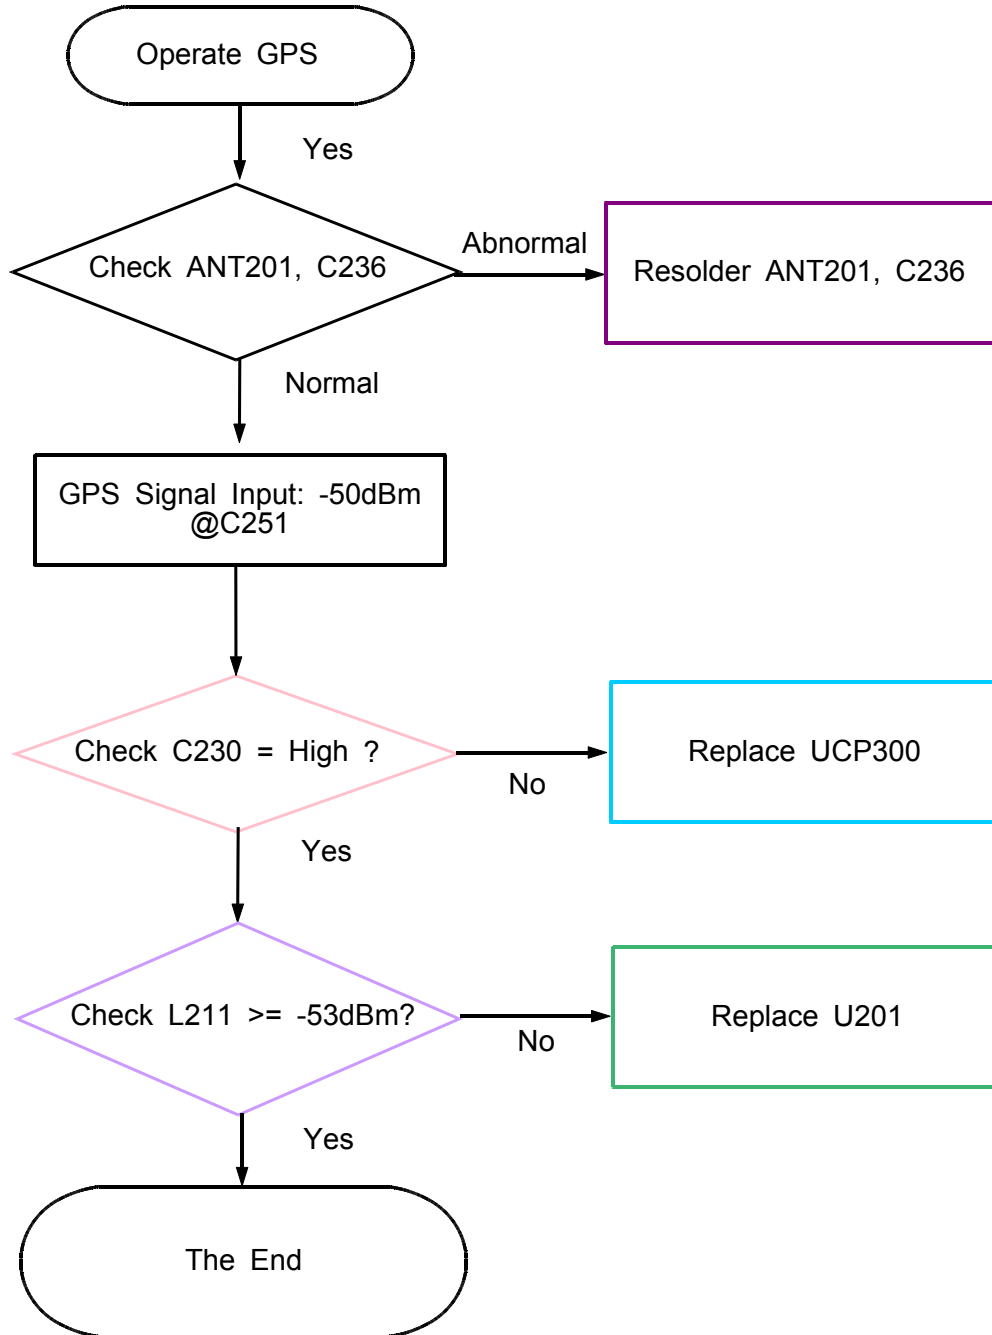 Operate GPS
Yes
Check ANT201, C236
Abnormal
Resolder ANT201, C236
Normal
GPS Signal Input: -50dBm
@C251
Check C230 = High ?
No
Replace UCP300
Yes
Check L211 >= -53dBm?
No
Replace U201
Yes
The End